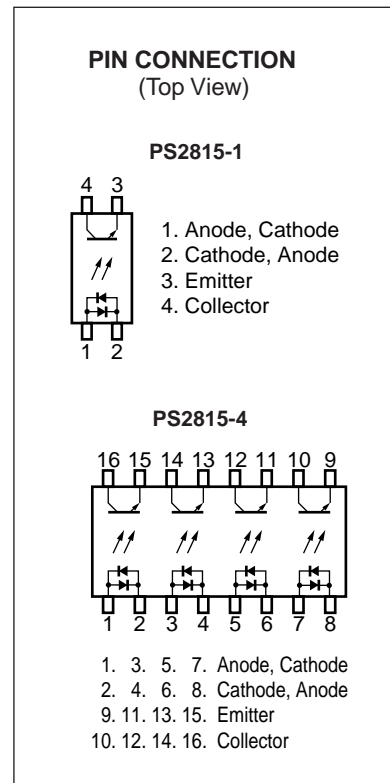 PIN CONNECTION
(Top View)
PS2815-1
4 3
1. Anode, Cathode
2. Cathode, Anode
3. Emitter
4. Collector
1 2
PS2815-4
16 15 14 13 12 11 10 9
1 2 3 4 5 6 7 8
1. 3. 5. 7. Anode, Cathode
2. 4. 6. 8. Cathode, Anode
9. 11. 13. 15. Emitter
10. 12. 14. 16. Collector